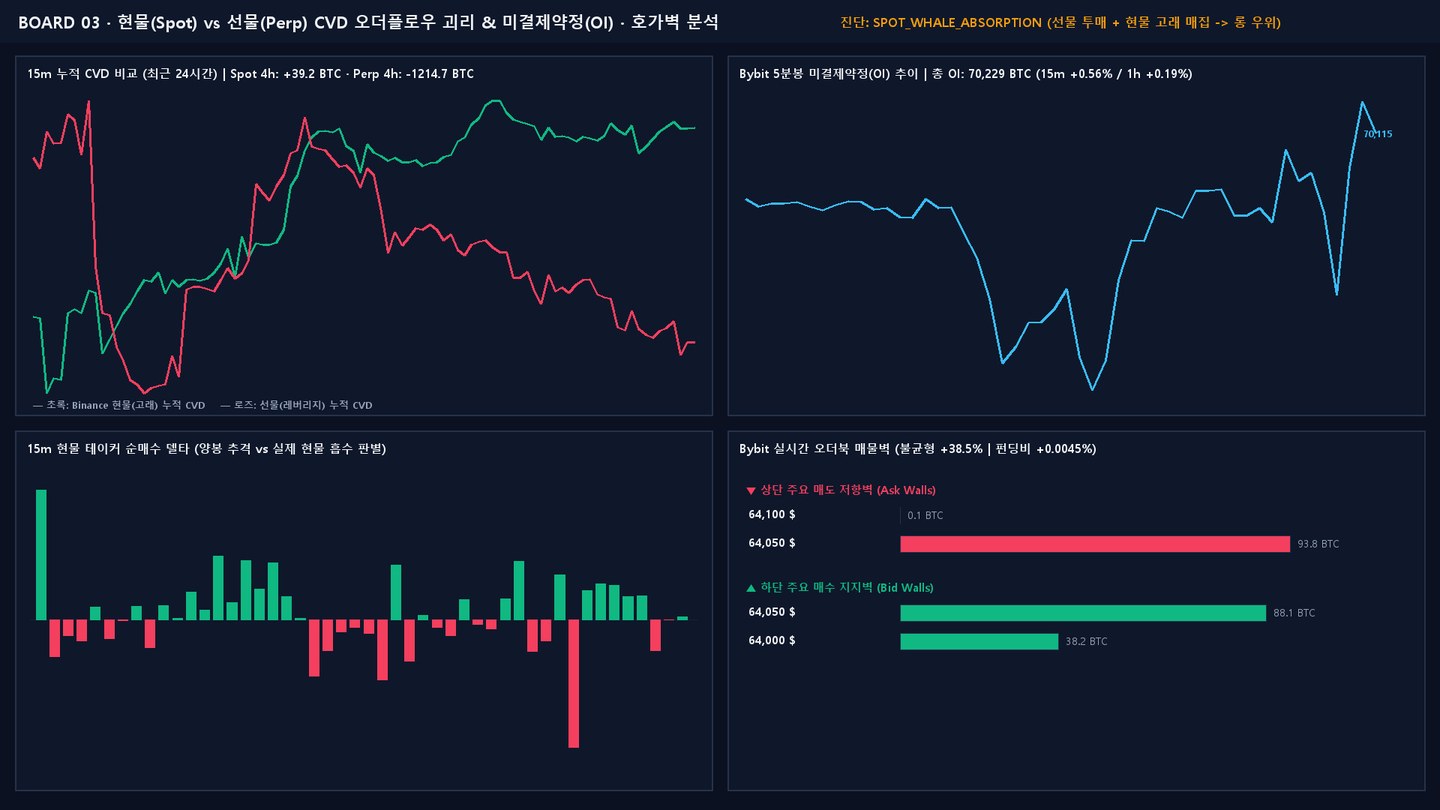 BOARD 03 · 현물(Spot) vs 선물(Perp) CVD 오더플로우 괴리 & 미결제약정(OI) · 호가벽 분석
진단: SPOT_WHALE_ABSORPTION (선물 투매 + 현물 고래 매집 -> 롱 우위)
15m 누적 CVD 비교 (최근 24시간) | Spot 4h: +39.2 BTC · Perp 4h: -1214.7 BTC
— 초록: Binance 현물(고래) 누적 CVD — 로즈: 선물(레버리지) 누적 CVD
Bybit 5분봉 미결제약정(OI) 추이 | 총 OI: 70,229 BTC (15m +0.56% / 1h +0.19%)
70,115
15m 현물 테이커 순매수 델타 (양봉 추격 vs 실제 현물 흡수 판별)
Bybit 실시간 오더북 매물벽 (불균형 +38.5% | 펀딩비 +0.0045%)
▼ 상단 주요 매도 저항벽 (Ask Walls)
64,100 $ 0.1 BTC
64,050 $ 93.8 BTC
▲ 하단 주요 매수 지지벽 (Bid Walls)
64,050 $ 88.1 BTC
64,000 $ 38.2 BTC